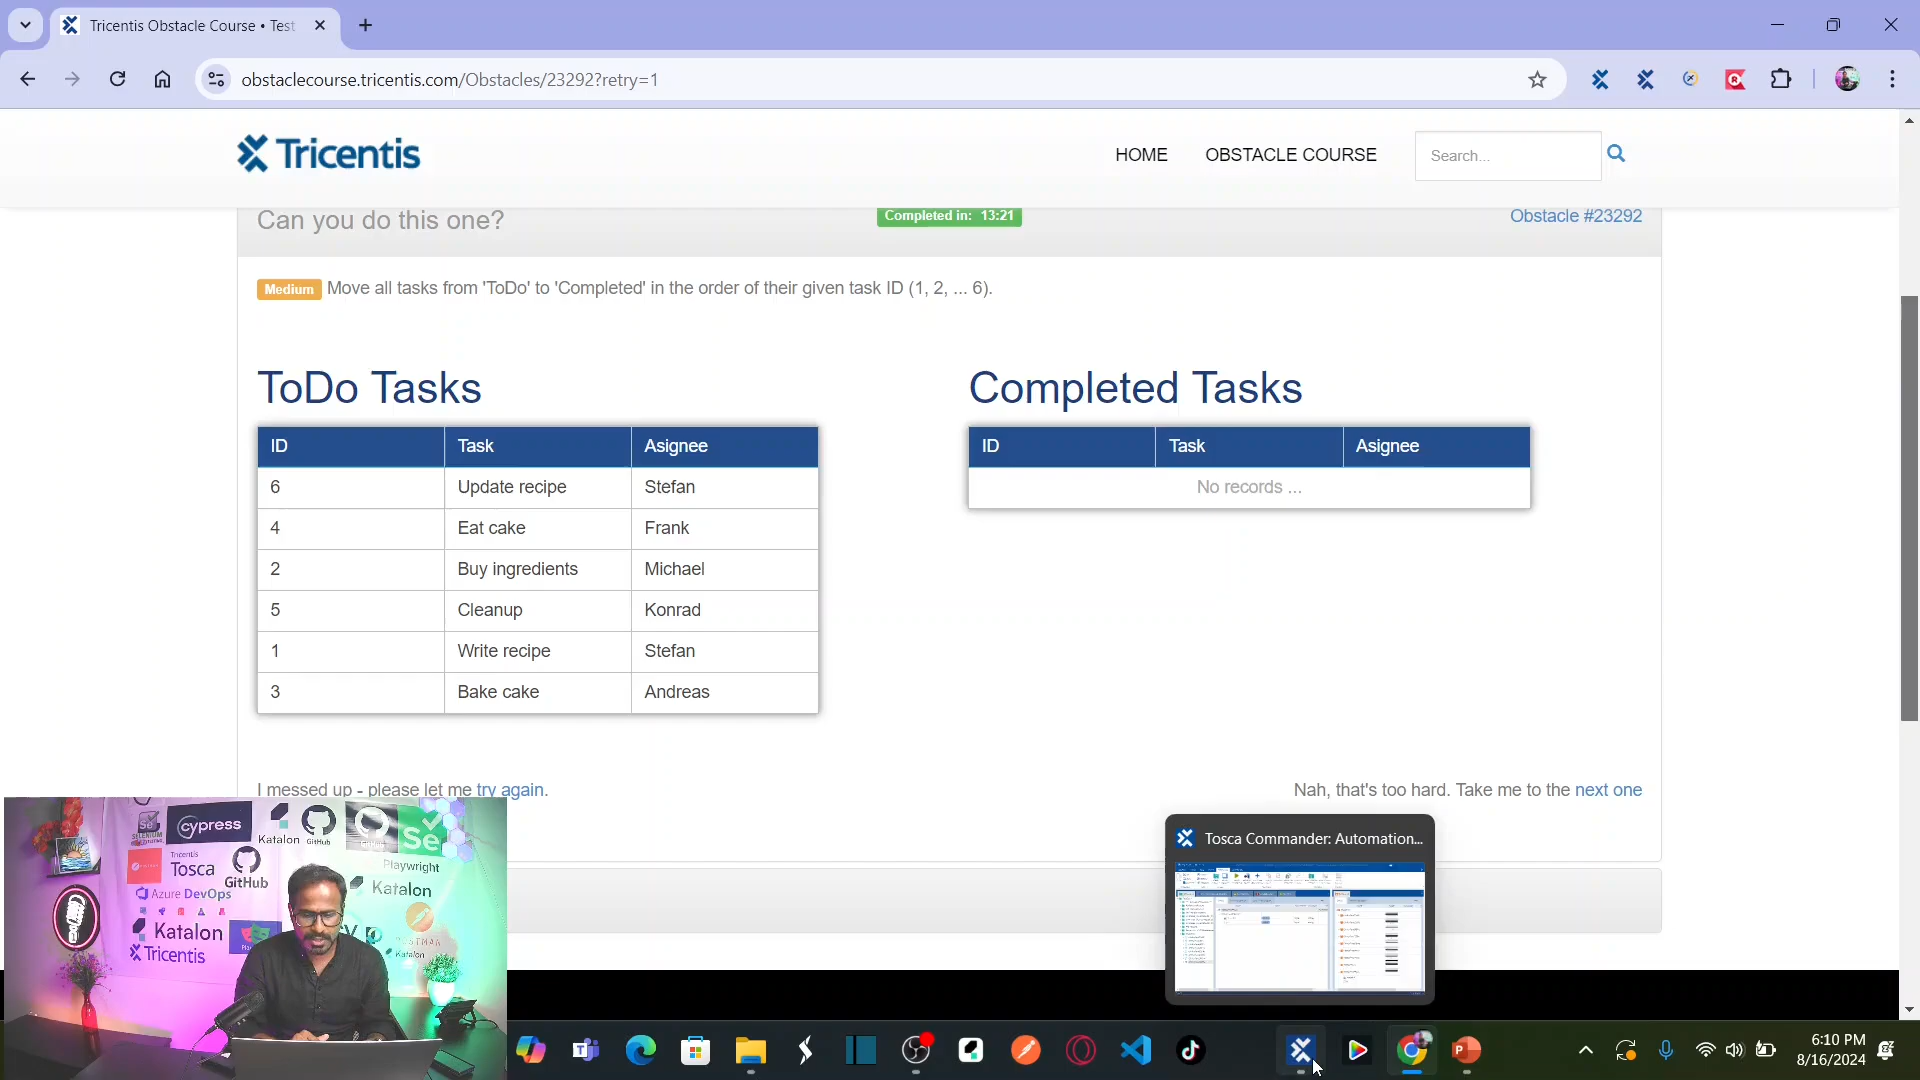 Tricentis Obstacle Course • Test
obstaclecourse.tricentis.com/Obstacles/23292?retry=1
Tricentis
HOME
OBSTACLE COURSE
Search...
Can you do this one?
Completed in: 13:21
Obstacle #23292
Medium Move all tasks from 'ToDo' to 'Completed' in the order of their given task ID (1, 2, ... 6).
ToDo Tasks
ID Task Asignee
6 Update recipe Stefan
4 Eat cake Frank
2 Buy ingredients Michael
5 Cleanup Konrad
1 Write recipe Stefan
3 Bake cake Andreas
Completed Tasks
ID Task Asignee
No records ...
I messed up - please let me try again.
Nah, that's too hard. Take me to the next one
Tosca Commander: Automation...
cypress
Katalon
GitHub
Se
Playwright
Tricentis
Tosca
GitHub
Azure DevOps
Katalon
Katalon
Tricentis
Katalon
6:10 PM
8/16/2024